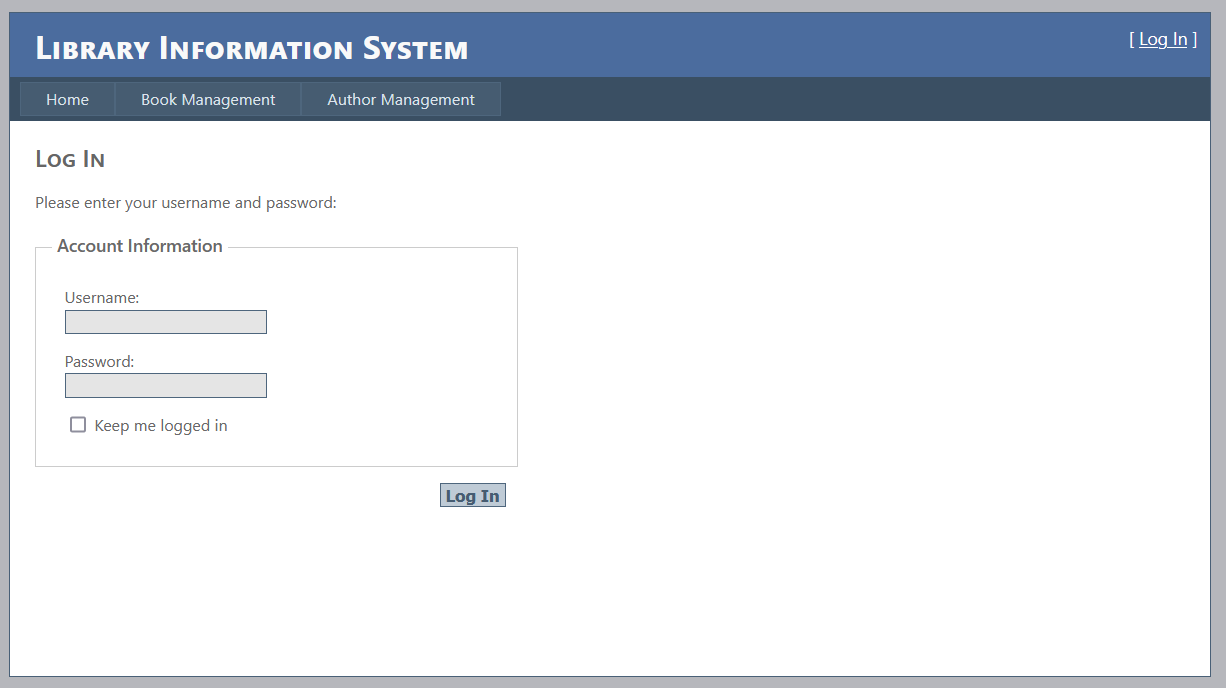 Library Information System
[ Log In ]
Home Book Management Author Management
Log In
Please enter your username and password:
Account Information
Username:
Password:
Keep me logged in
Log In